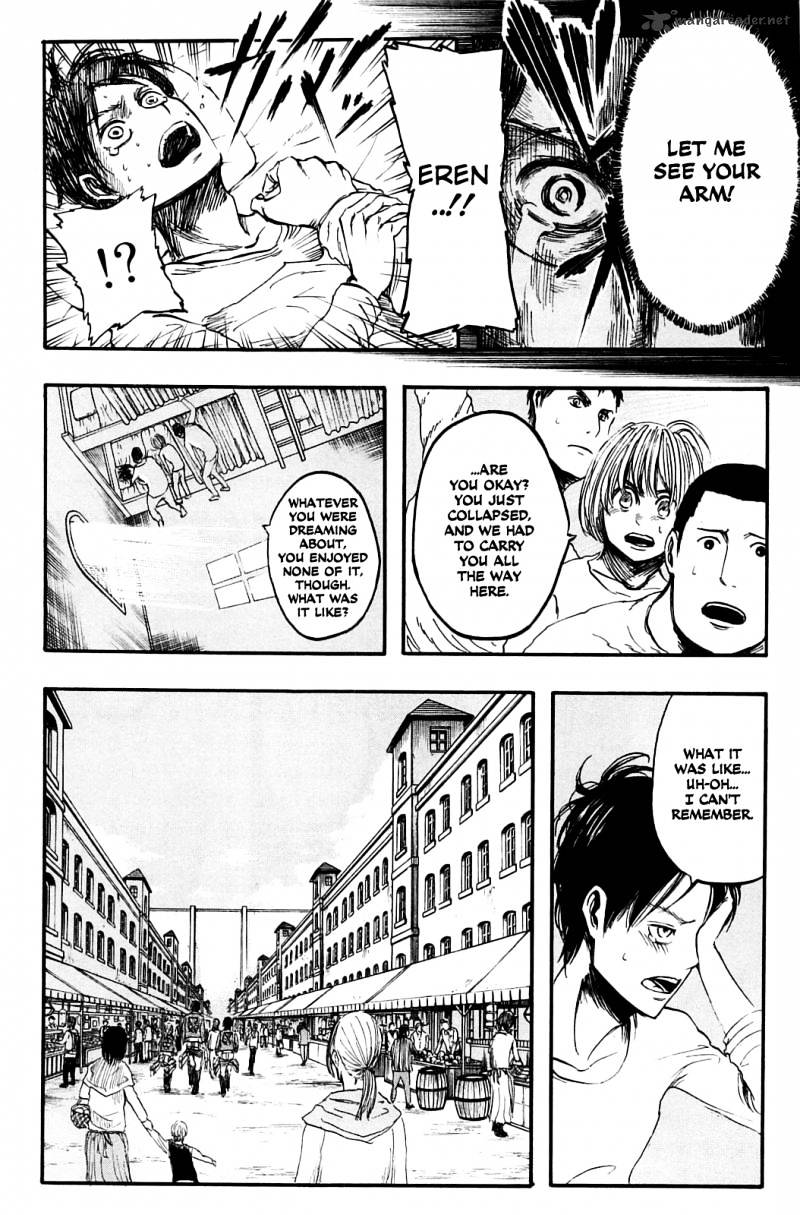 mangareader.net
LET ME
SEE YOUR
ARM!
EREN
...!!
!?
...ARE
YOU OKAY?
YOU JUST
COLLAPSED,
AND WE HAD
TO CARRY
YOU ALL
THE WAY
HERE.
WHATEVER
YOU WERE
DREAMING
ABOUT,
YOU ENJOYED
NONE OF IT,
THOUGH.
WHAT WAS
IT LIKE?
WHAT IT
WAS LIKE...
UH-OH...
I CAN'T
REMEMBER.